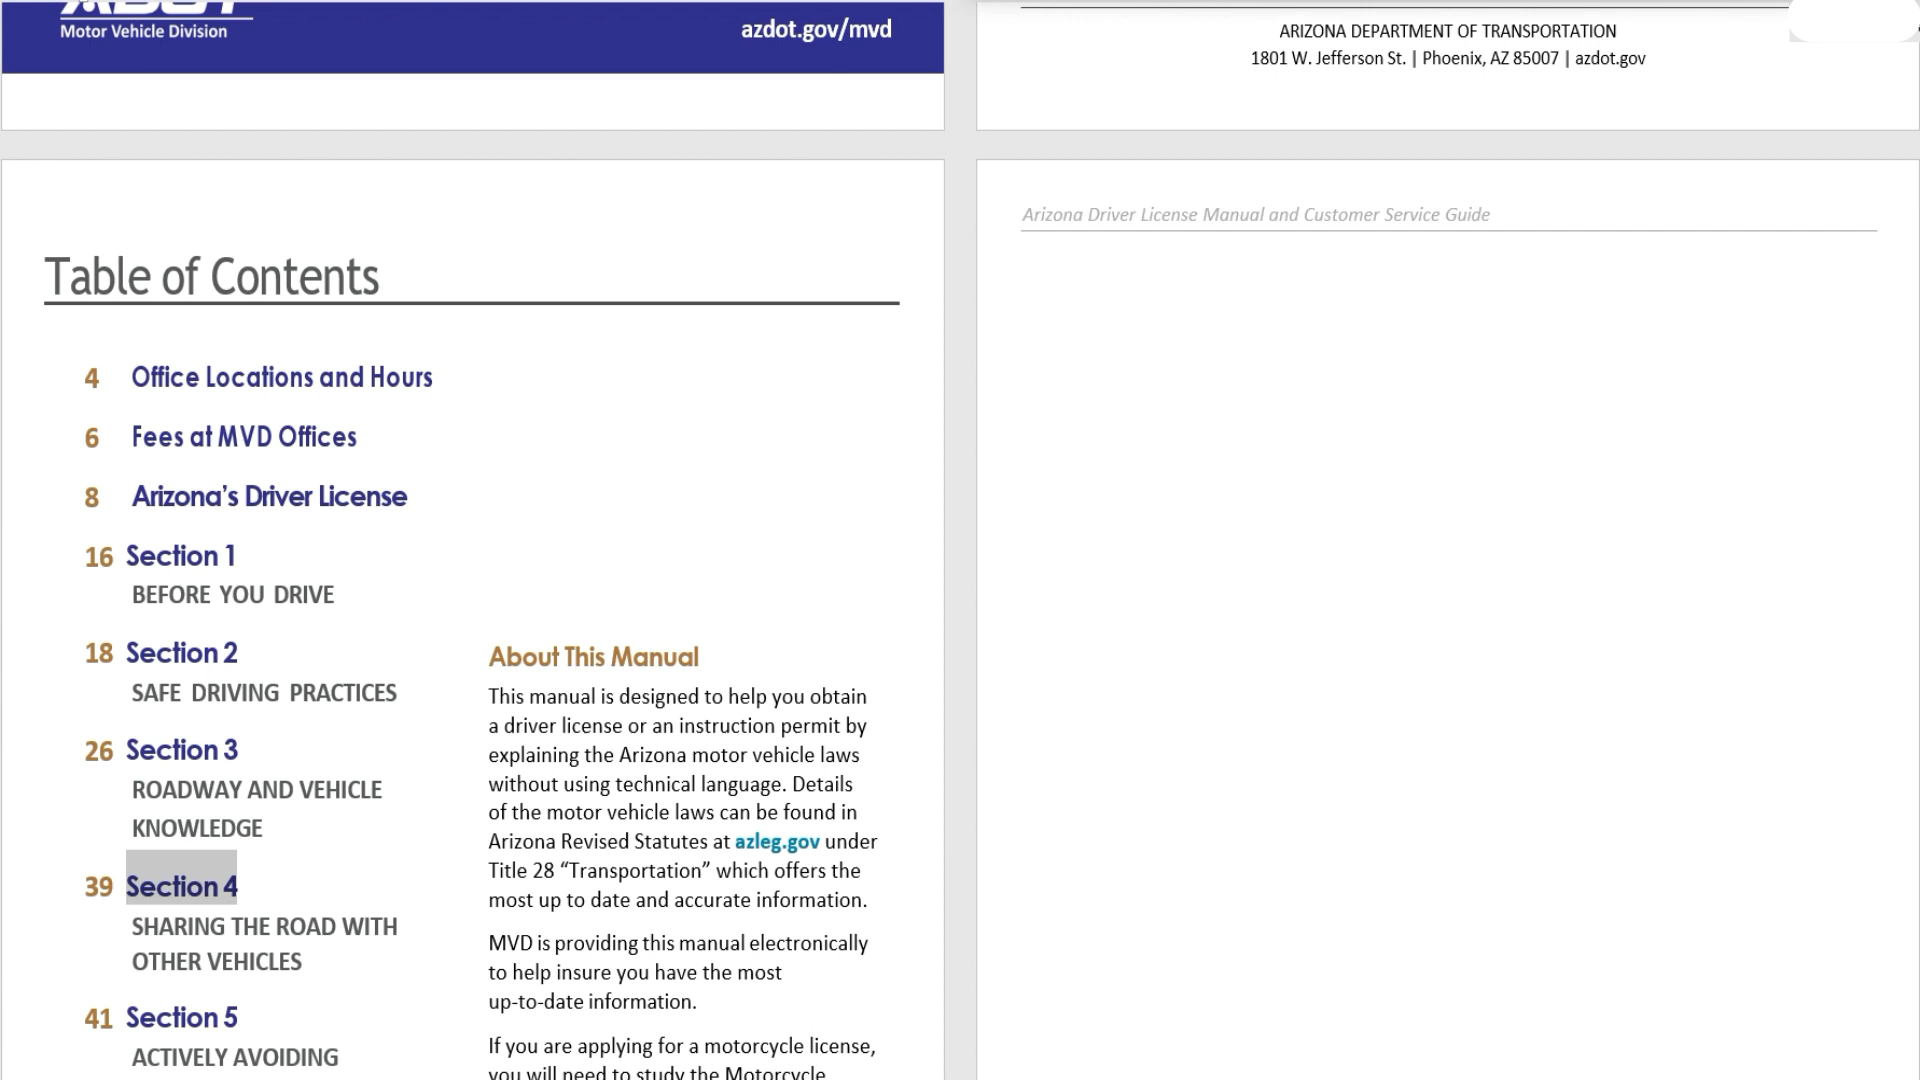 Motor Vehicle Division
azdot.gov/mvd
ARIZONA DEPARTMENT OF TRANSPORTATION
1801 W. Jefferson St. | Phoenix, AZ 85007 | azdot.gov
Table of Contents
4 Office Locations and Hours
6 Fees at MVD Offices
8 Arizona’s Driver License
16 Section 1
BEFORE YOU DRIVE
18 Section 2
SAFE DRIVING PRACTICES
26 Section 3
ROADWAY AND VEHICLE
KNOWLEDGE
39 Section 4
SHARING THE ROAD WITH
OTHER VEHICLES
41 Section 5
ACTIVELY AVOIDING
About This Manual
This manual is designed to help you obtain
a driver license or an instruction permit by
explaining the Arizona motor vehicle laws
without using technical language. Details
of the motor vehicle laws can be found in
Arizona Revised Statutes at azleg.gov under
Title 28 “Transportation” which offers the
most up to date and accurate information.
MVD is providing this manual electronically
to help insure you have the most
up-to-date information.
If you are applying for a motorcycle license,
you will need to study the Motorcycle
Arizona Driver License Manual and Customer Service Guide